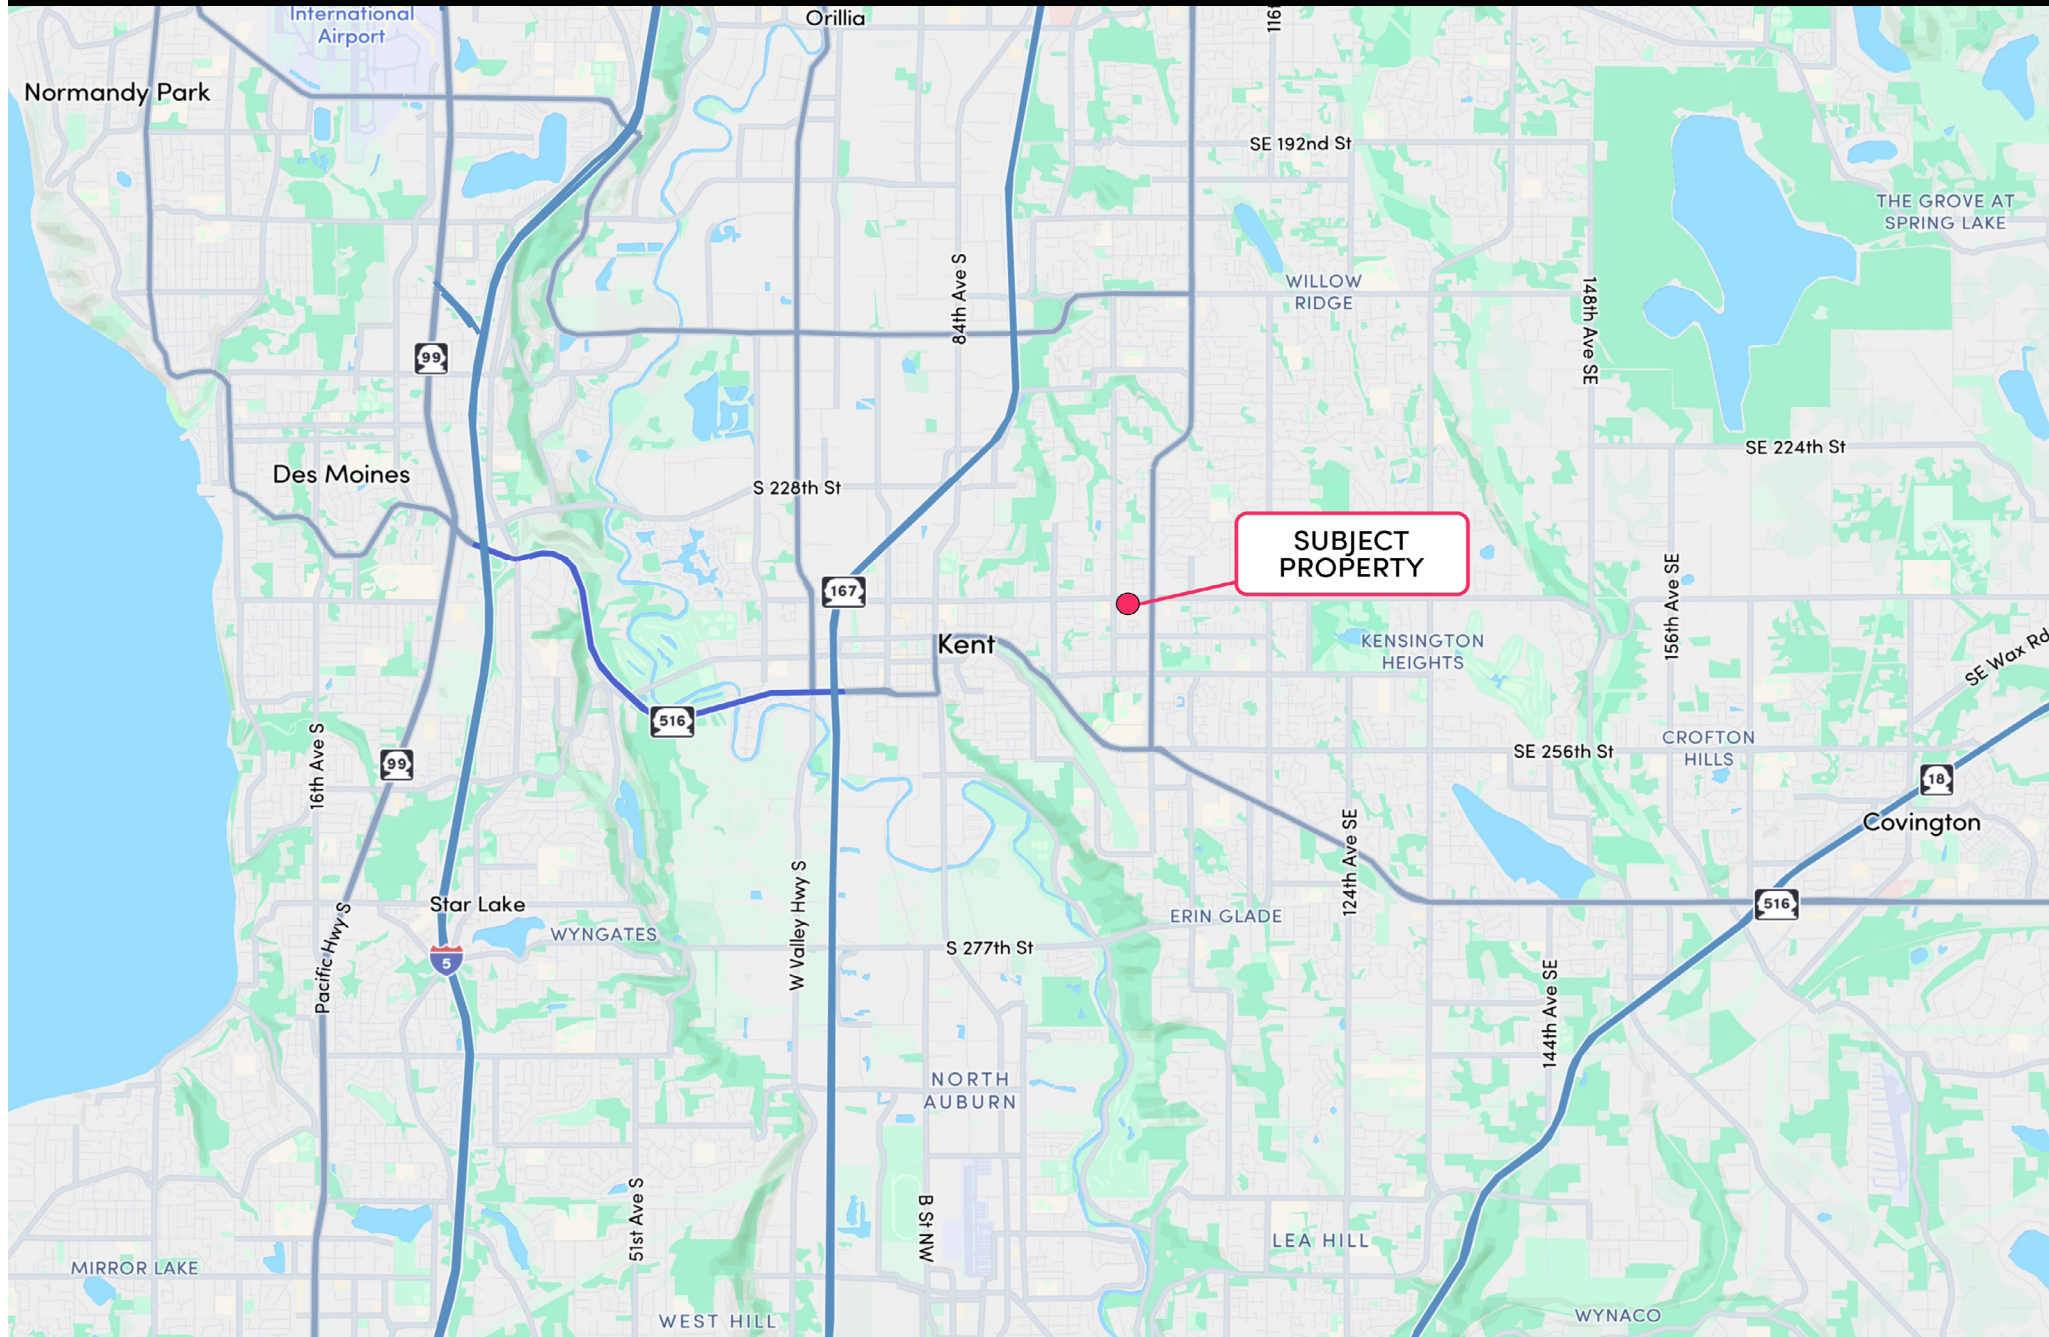 International
Airport
Orillia
116t
Normandy Park
SE 192nd St
THE GROVE AT
SPRING LAKE
84th Ave S
WILLOW
RIDGE
148th Ave SE
99
SE 224th St
Des Moines
S 228th St
SUBJECT
PROPERTY
167
156th Ave SE
Kent
KENSINGTON
HEIGHTS
SE Wax Rd
516
16th Ave S
99
SE 256th St
CROFTON
HILLS
18
Covington
124th Ave SE
W Valley Hwy S
Star Lake
516
ERIN GLADE
WYNGATES
Pacific Hwy S
S 277th St
5
144th Ave SE
NORTH
AUBURN
51st Ave S
B St NW
LEA HILL
MIRROR LAKE
WEST HILL
WYNACO